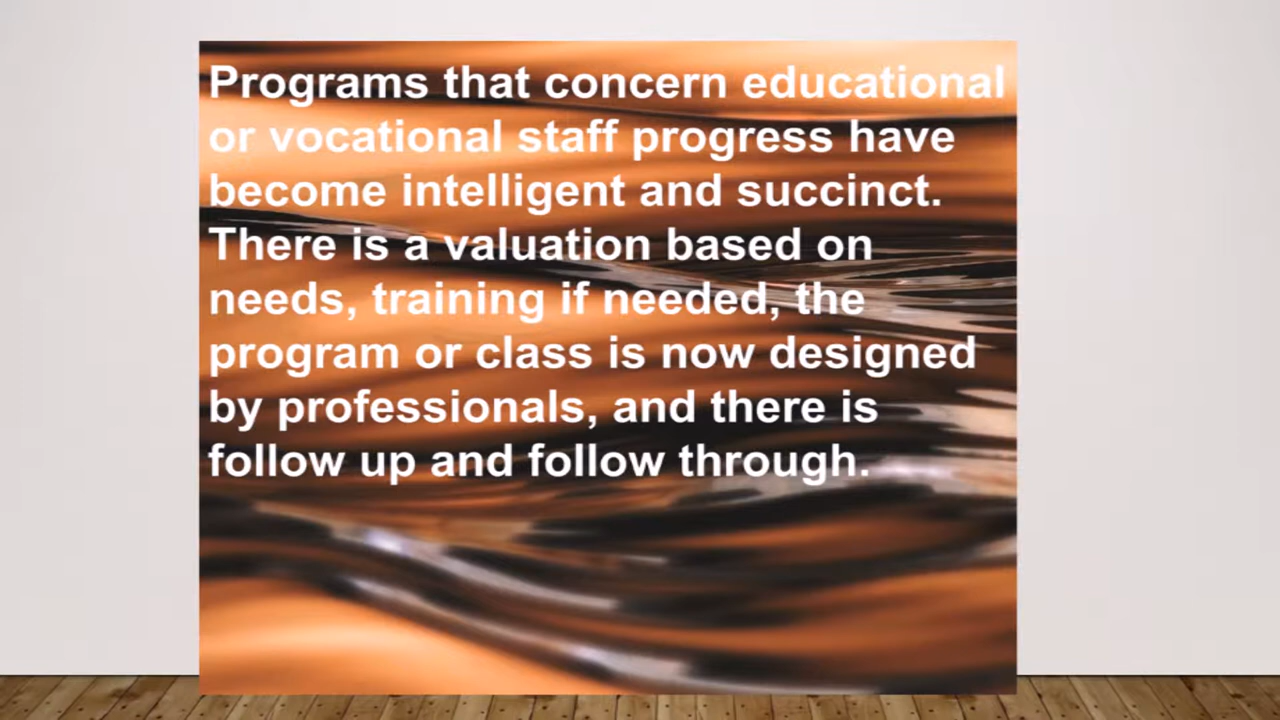 Programs that concern educational
or vocational staff progress have
become intelligent and succinct.
There is a valuation based on
needs, training if needed, the
program or class is now designed
by professionals, and there is
follow up and follow through.